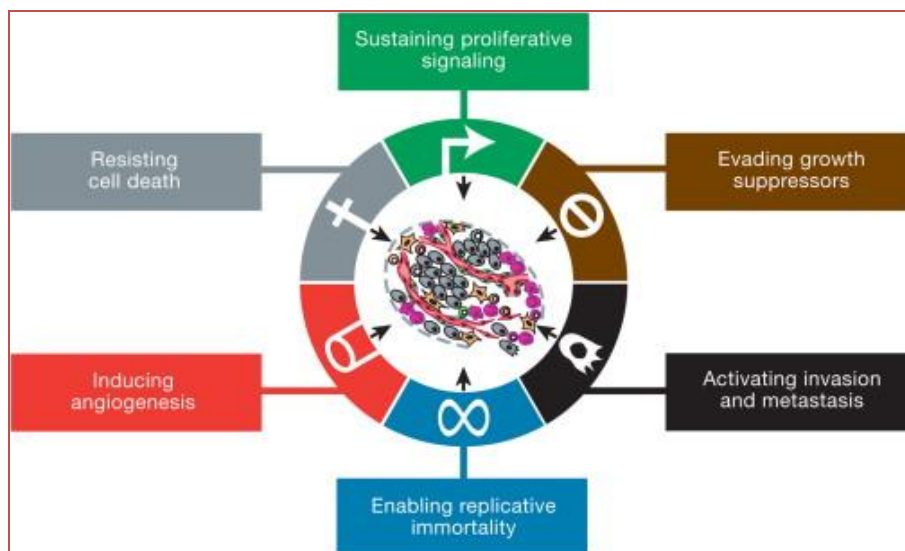 Sustaining proliferative
signaling
Resisting
cell death
Evading growth
suppressors
Inducing
angiogenesis
Activating invasion
and metastasis
Enabling replicative
immortality